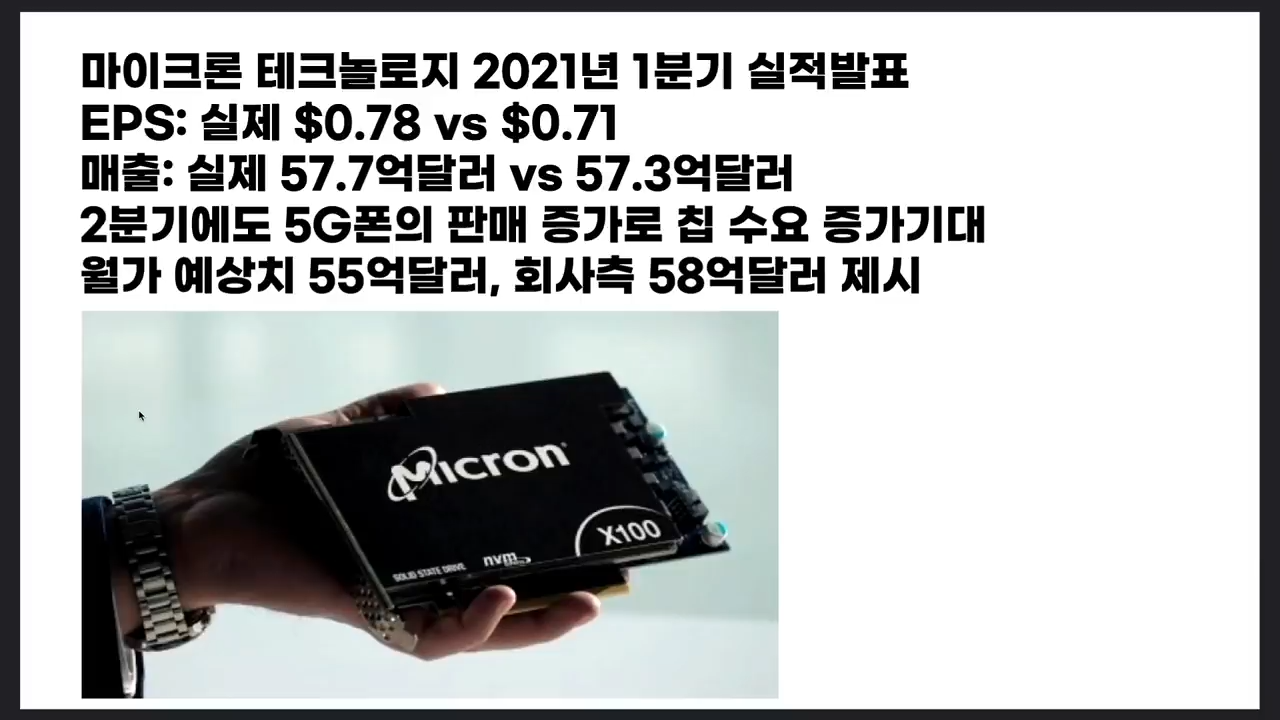 마이크론 테크놀로지 2021년 1분기 실적발표
EPS: 실제 $0.78 vs $0.71
매출: 실제 57.7억달러 vs 57.3억달러
2분기에도 5G폰의 판매 증가로 칩 수요 증가기대
월가 예상치 55억달러, 회사측 58억달러 제시
Micron
X100
SOLID STATE DRIVE nvm